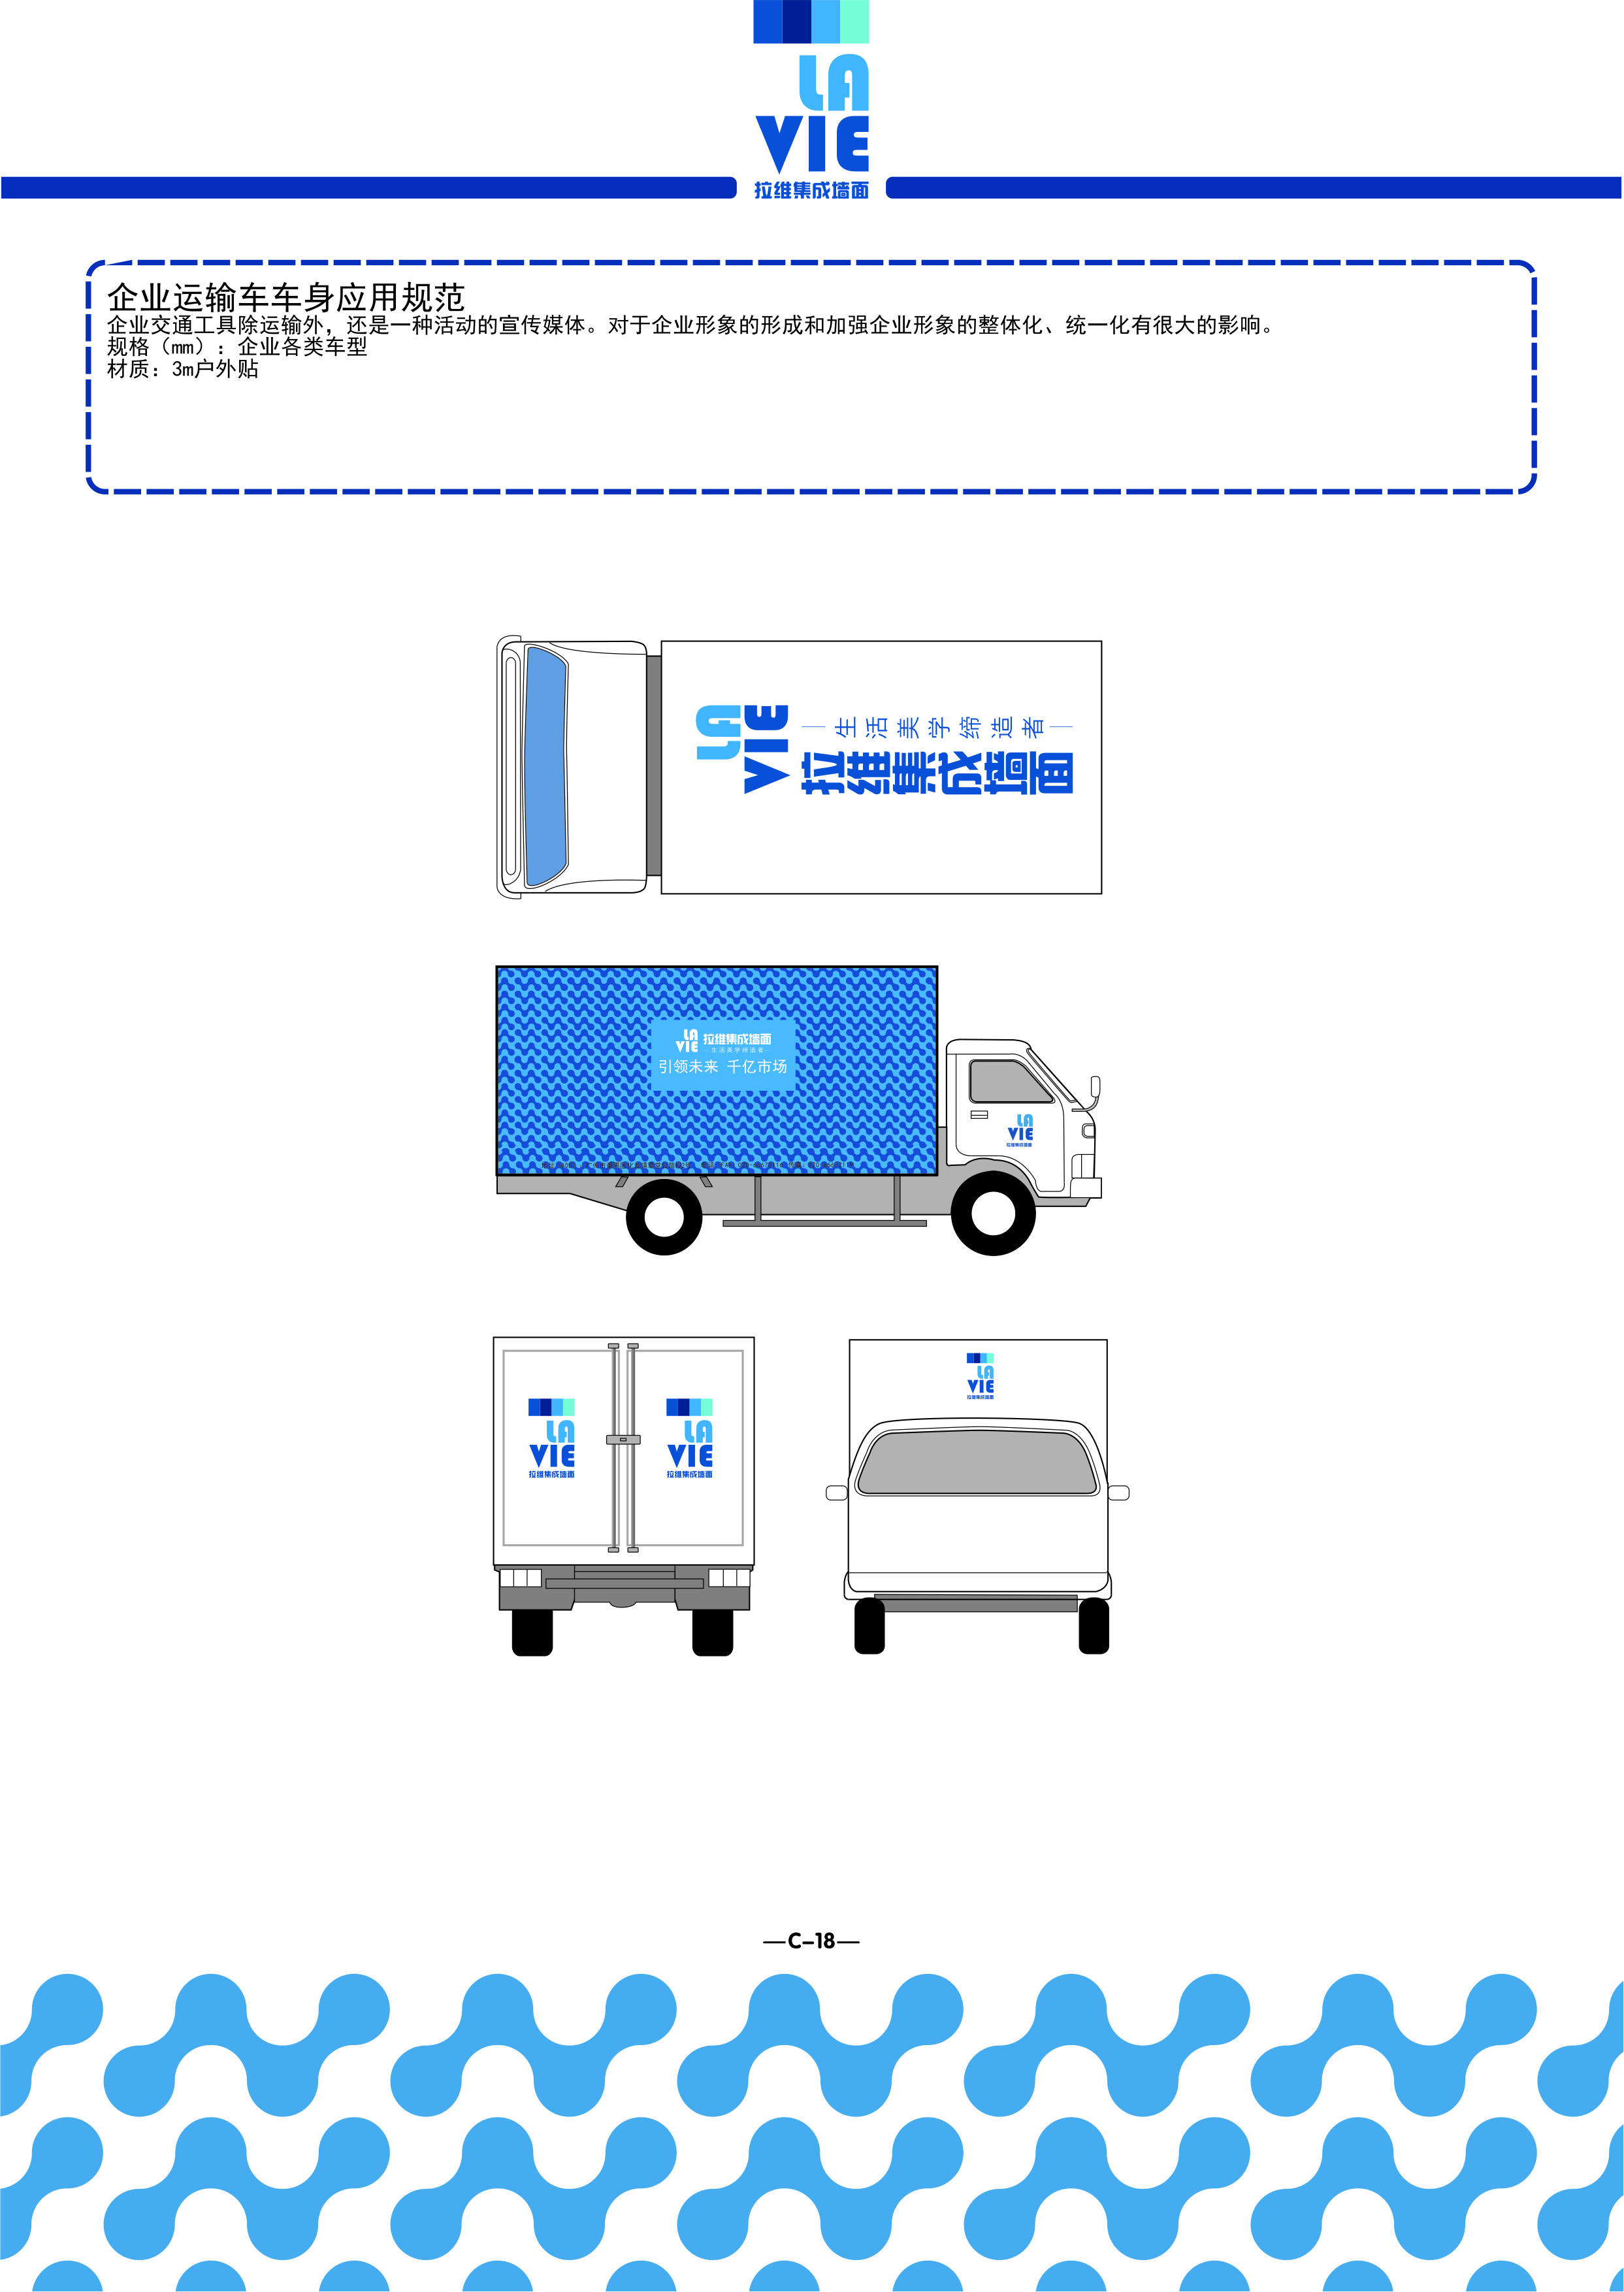 LA
VIE
拉维集成墙面
企业运输车车身应用规范
企业交通工具除运输外，还是一种活动的宣传媒体。对于企业形象的形成和加强企业形象的整体化、统一化有很大的影响。
规格（mm）：企业各类车型
材质：3m户外贴
LA
VIE
生活美学缔造者
拉维集成墙面
LA
VIE
拉维集成墙面
生活美学缔造者
引领未来 千亿市场
LA
VIE
拉维集成墙面
LA
VIE
拉维集成墙面
LA
VIE
拉维集成墙面
LA
VIE
拉维集成墙面
—C-18—